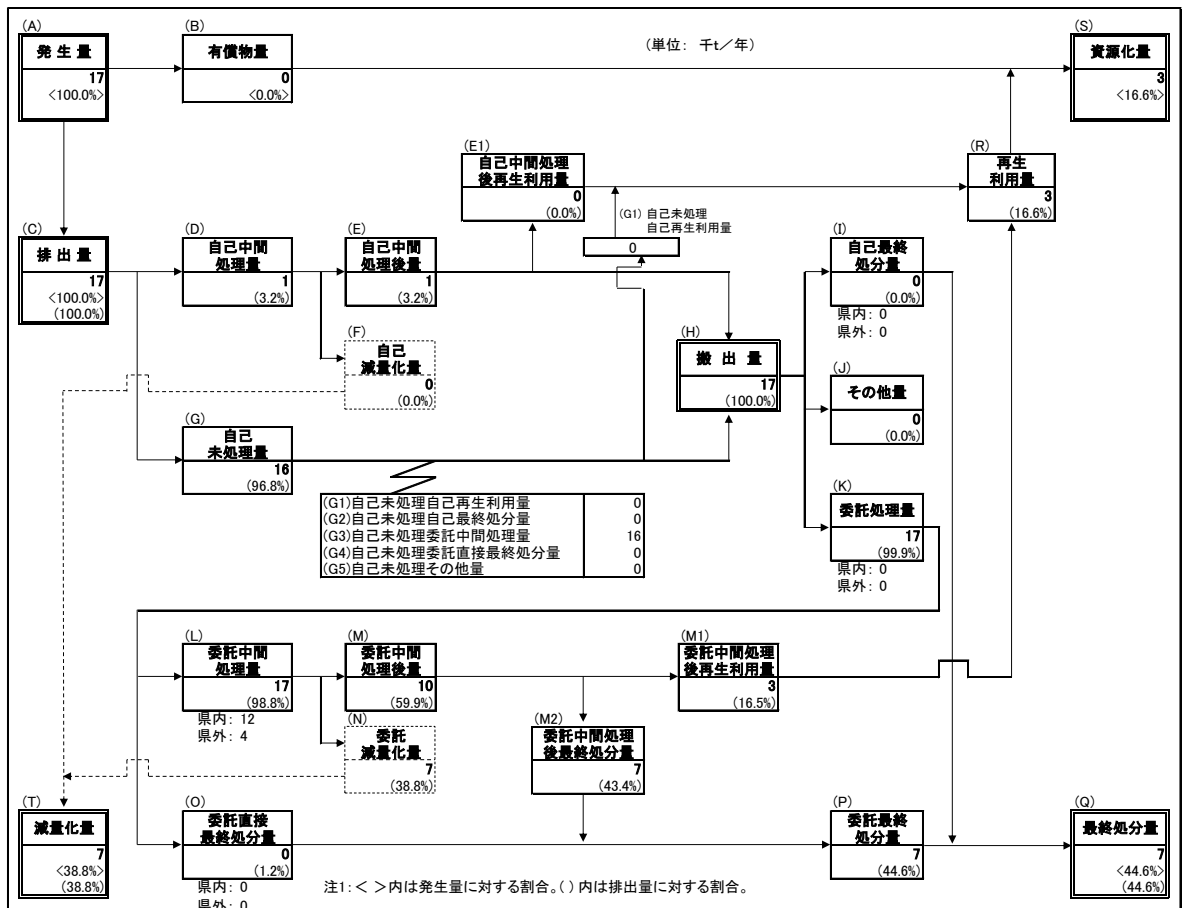 (A)
発 生 量
17
<100.0%>
(B)
有償物量
0
<0.0%>
(単位: 千t/年)
(S)
資源化量
3
<16.6%>
(E1)
自己中間処理
後再生利用量
0
(0.0%)
(R)
再生
利用量
3
(16.6%)
(G1) 自己未処理
自己再生利用量
0
(C)
排 出 量
17
<100.0%>
(100.0%)
(D)
自己中間
処理量
1
(3.2%)
(E)
自己中間
処理後量
1
(3.2%)
(I)
自己最終
処分量
0
(0.0%)
県内: 0
県外: 0
(F)
自己
減量化量
0
(0.0%)
(H)
搬 出 量
17
(100.0%)
(J)
その他量
0
(0.0%)
(G)
自己
未処理量
16
(96.8%)
(G1)自己未処理自己再生利用量 0
(G2)自己未処理自己最終処分量 0
(G3)自己未処理委託中間処理量 16
(G4)自己未処理委託直接最終処分量 0
(G5)自己未処理その他量 0
(K)
委託処理量
17
(99.9%)
県内: 0
県外: 0
(L)
委託中間
処理量
17
(98.8%)
県内: 12
県外: 4
(M)
委託中間
処理後量
10
(59.9%)
(M1)
委託中間処理
後再生利用量
3
(16.5%)
(N)
委託
減量化量
7
(38.8%)
(M2)
委託中間処理
後最終処分量
7
(43.4%)
(T)
減量化量
7
<38.8%>
(38.8%)
(O)
委託直接
最終処分量
0
(1.2%)
県内: 0
県外: 0
(P)
委託最終
処分量
7
(44.6%)
(Q)
最終処分量
7
<44.6%>
(44.6%)
注1:< >内は発生量に対する割合。( )内は排出量に対する割合。